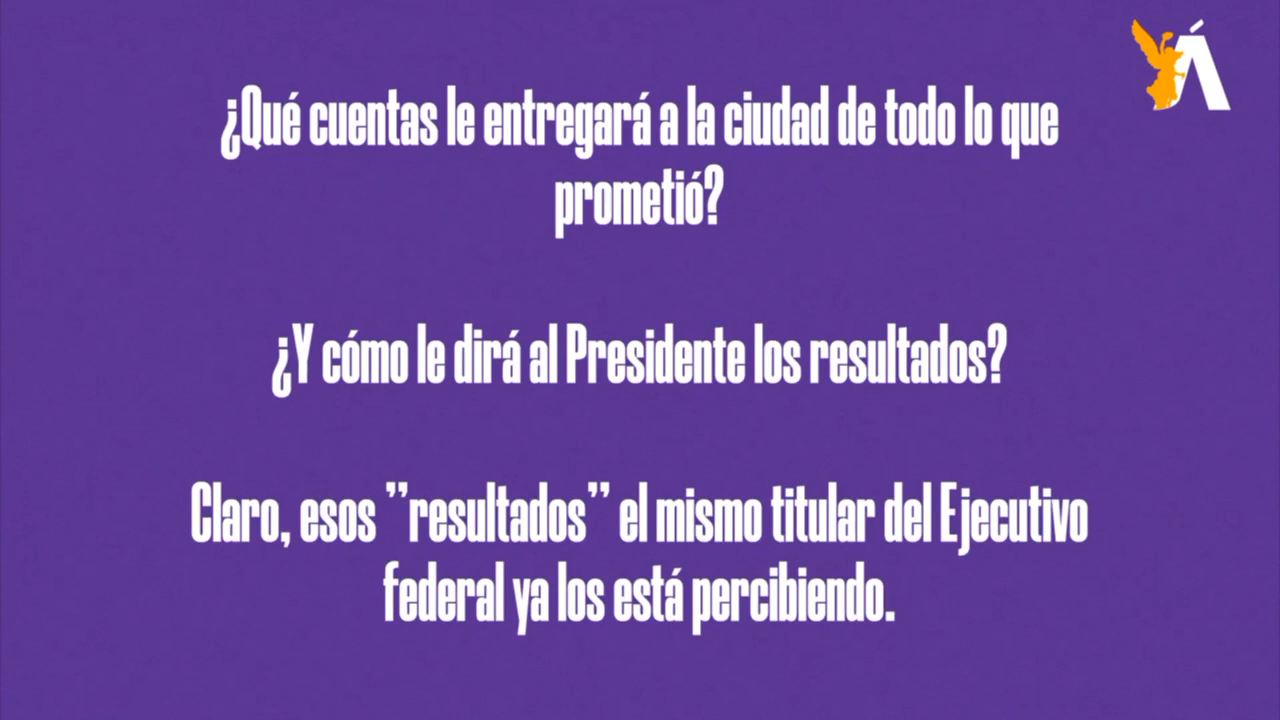 Á
¿Qué cuentas le entregará a la ciudad de todo lo que
prometió?
¿Y cómo le dirá al Presidente los resultados?
Claro, esos ”resultados” el mismo titular del Ejecutivo
federal ya los está percibiendo.